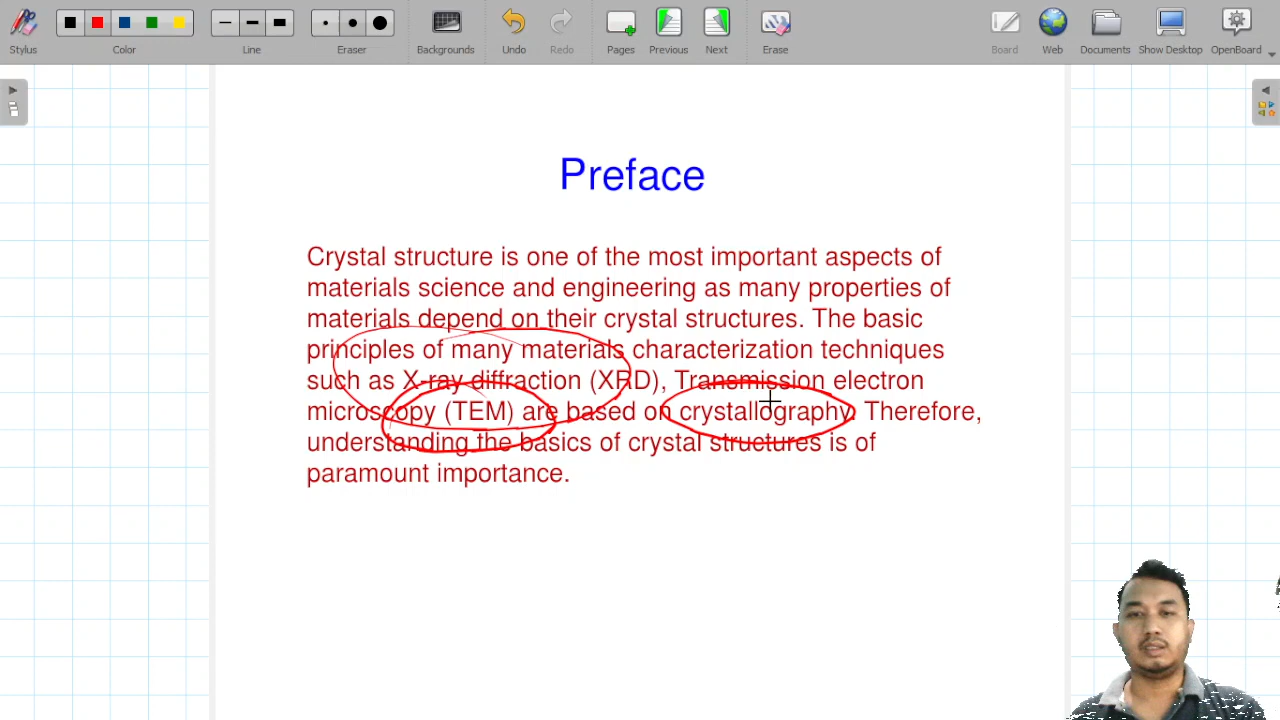 Stylus
Color
Line
Eraser
Backgrounds
Undo
Redo
Pages
Previous
Next
Erase
Board
Web
Documents
Show Desktop
OpenBoard
Preface
Crystal structure is one of the most important aspects of
materials science and engineering as many properties of
materials depend on their crystal structures. The basic
principles of many materials characterization techniques
such as X-ray diffraction (XRD), Transmission electron
microscopy (TEM) are based on crystallography. Therefore,
understanding the basics of crystal structures is of
paramount importance.